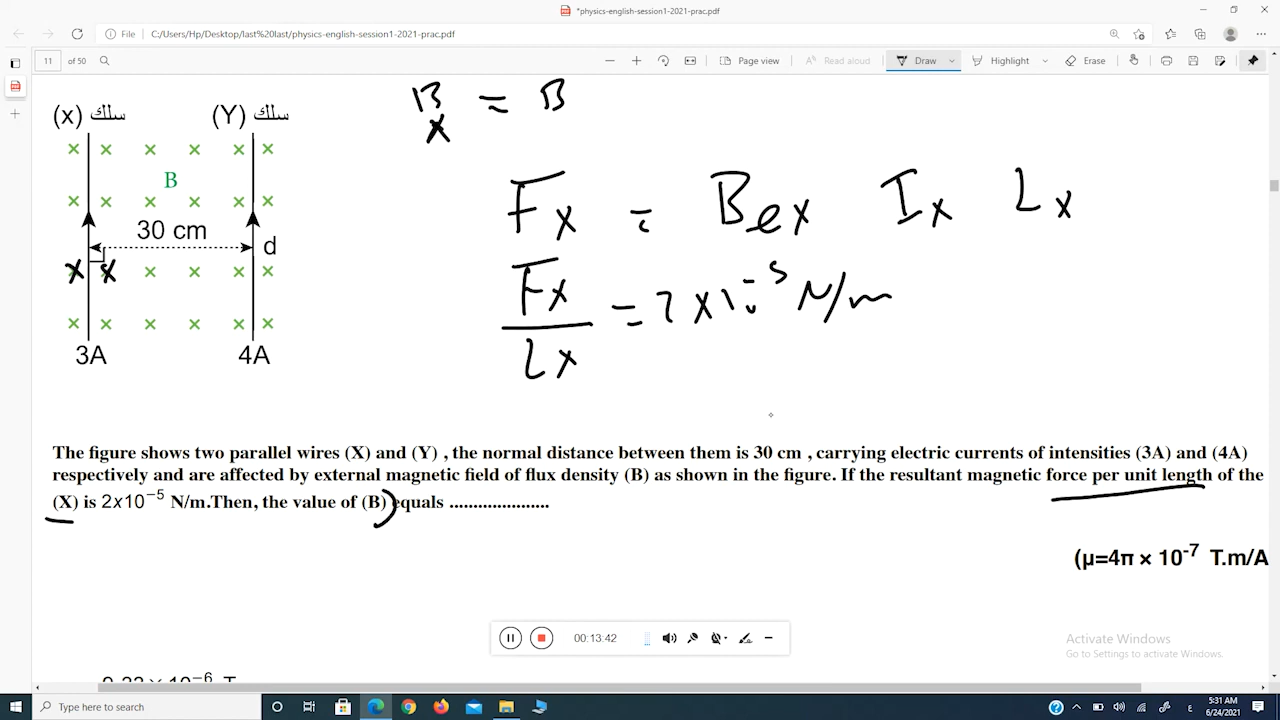 *physics-english-session1-2021-prac.pdf
File | C:/Users/Hp/Desktop/last%20last/physics-english-session1-2021-prac.pdf
11 of 50 Page view Read aloud Draw Highlight Erase
(x) سلك (Y) سلك
B = B
x
× × × × × ×
B
Fx = Bex Ix Lx
× × × × × ×
30 cm
d
x x × × × ×
Fx = 2 x 10-5 N/m
Lx
× × × × × ×
3A 4A
The figure shows two parallel wires (X) and (Y) , the normal distance between them is 30 cm , carrying electric currents of intensities (3A) and (4A)
respectively and are affected by external magnetic field of flux density (B) as shown in the figure. If the resultant magnetic force per unit length of the
(X) is 2x10⁻⁵ N/m.Then, the value of (B) equals ......................
(μ=4π × 10⁻⁷ T.m/A
00:13:42
Activate Windows
Go to Settings to activate Windows.
Type here to search
5:31 AM
6/24/2021